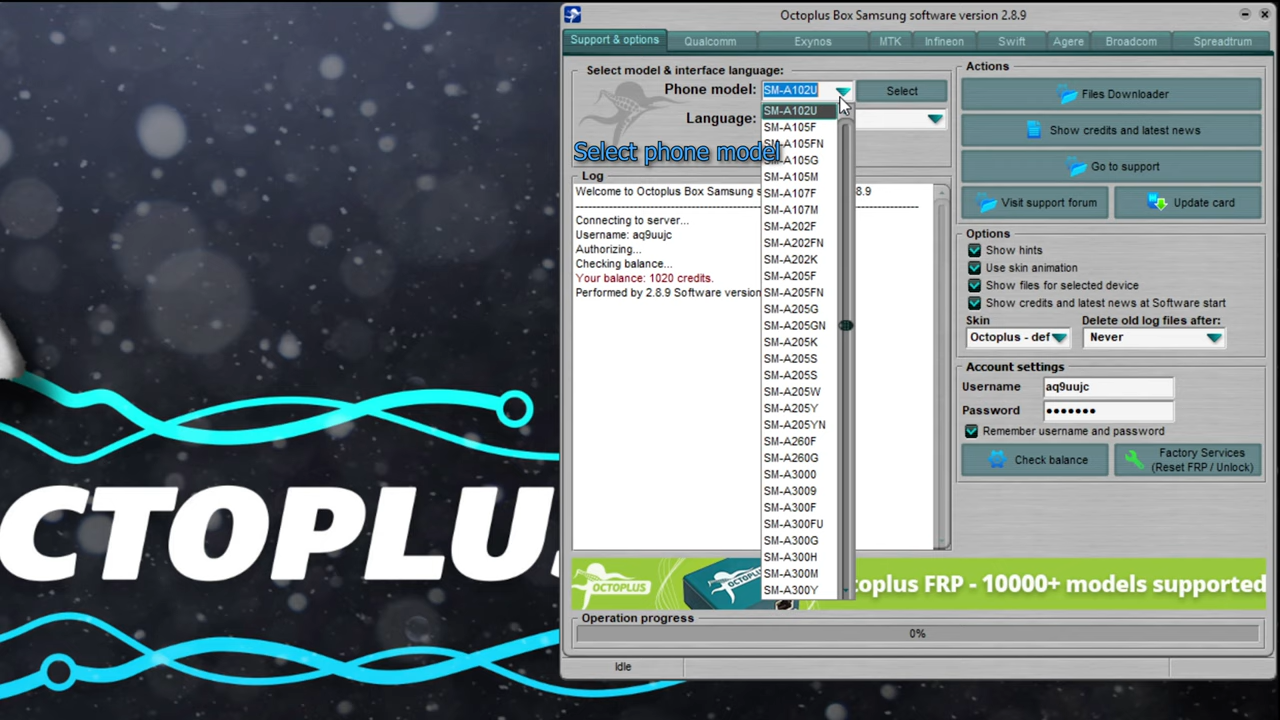 Octoplus Box Samsung software version 2.8.9
Support & options
Qualcomm
Exynos
MTK
Infineon
Swift
Agere
Broadcom
Spreadtrum
Select model & interface language:
Phone model:
SM-A102U
Select
Language:
Select phone model
SM-A102U
SM-A105F
SM-A105FN
SM-A105G
SM-A105M
SM-A107F
SM-A107M
SM-A202F
SM-A202FN
SM-A202K
SM-A205F
SM-A205FN
SM-A205G
SM-A205GN
SM-A205K
SM-A205S
SM-A205S
SM-A205W
SM-A205Y
SM-A205YN
SM-A260F
SM-A260G
SM-A3000
SM-A3009
SM-A300F
SM-A300FU
SM-A300G
SM-A300H
SM-A300M
SM-A300Y
Log
Welcome to Octoplus Box Samsung s 8.9
Connecting to server...
Username: aq9uujc
Authorizing...
Checking balance...
Your balance: 1020 credits.
Performed by 2.8.9 Software version
Actions
Files Downloader
Show credits and latest news
Go to support
Visit support forum
Update card
Options
Show hints
Use skin animation
Show files for selected device
Show credits and latest news at Software start
Skin
Delete old log files after:
Octoplus - def
Never
Account settings
Username
aq9uujc
Password
•••••••
Remember username and password
Check balance
Factory Services
(Reset FRP / Unlock)
OCTOPLUS
OCTOPLUS
toplus FRP - 10000+ models supported
Operation progress
0%
Idle
CTOPLUS